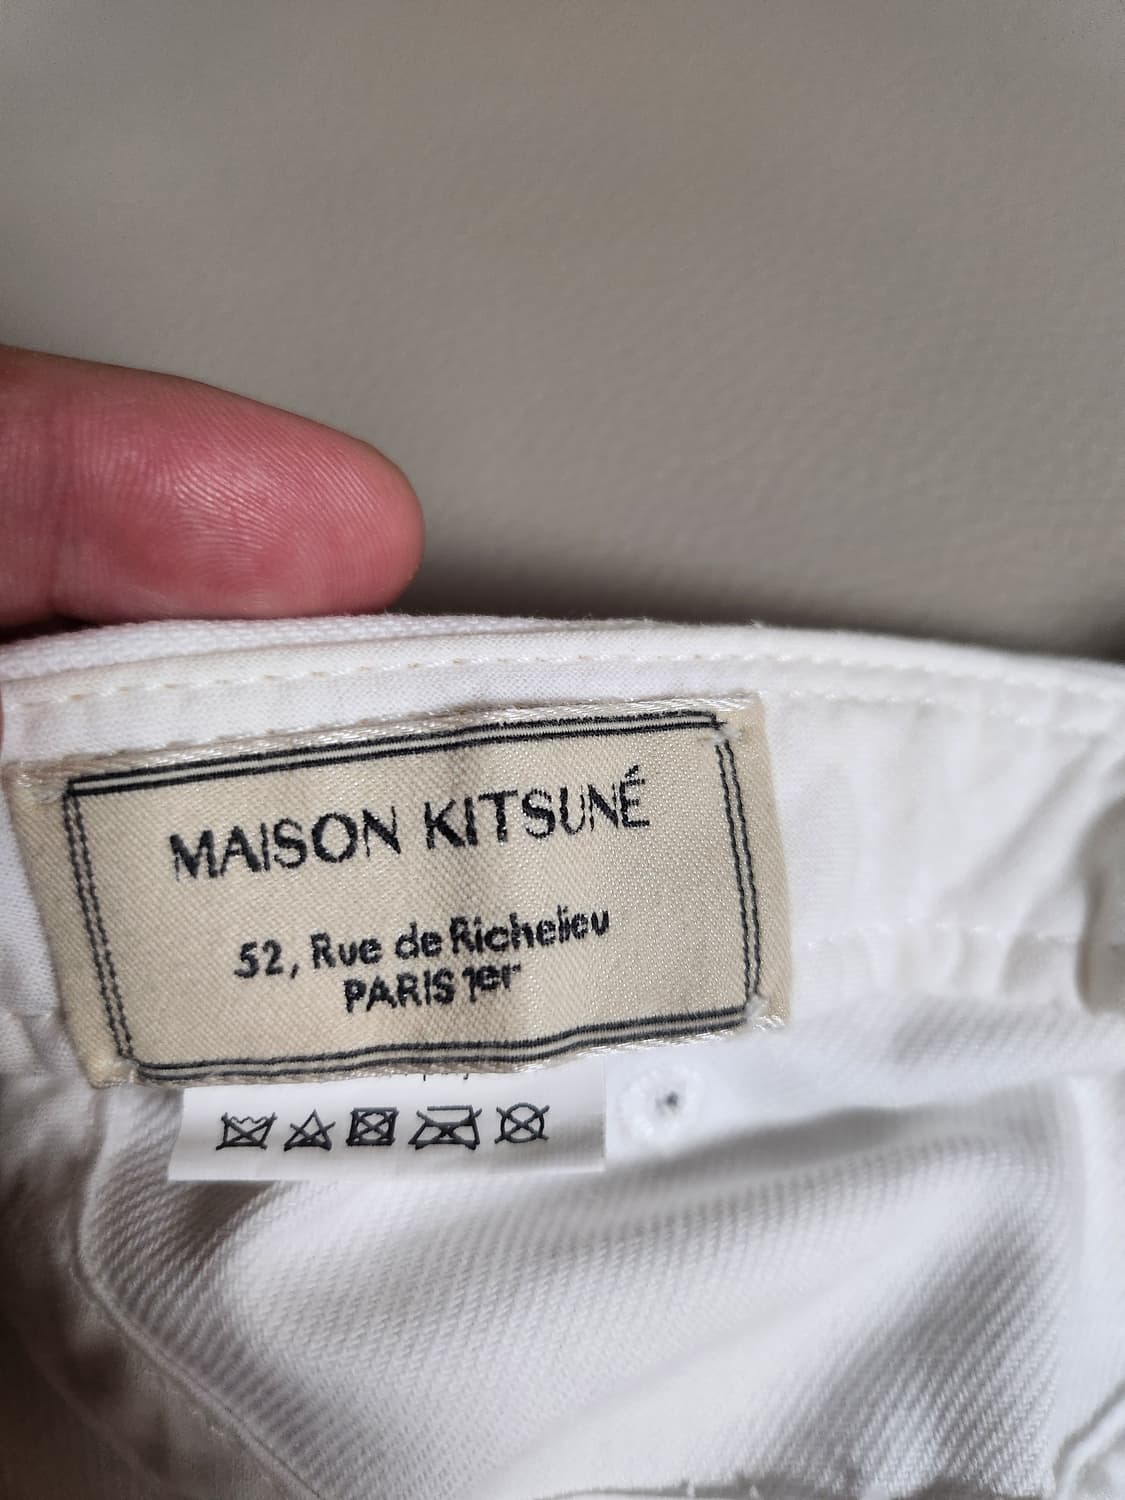 MAISON KITSUNÉ
52, Rue de Richelieu
PARIS 1er